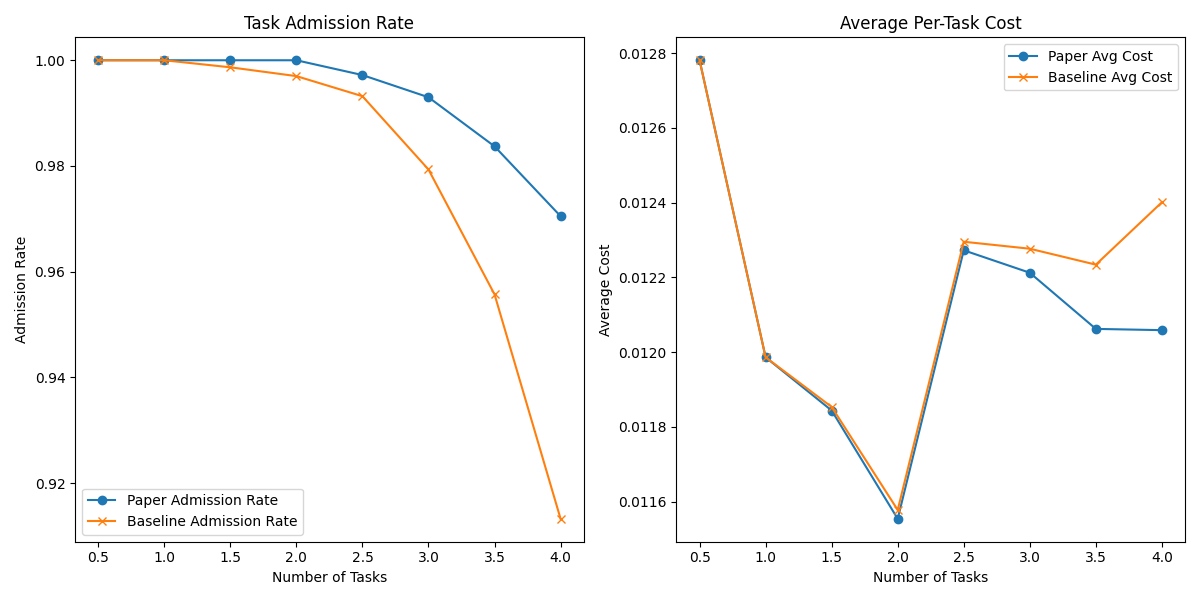 Task Admission Rate
Admission Rate
1.00
0.98
0.96
0.94
0.92
Paper Admission Rate
Baseline Admission Rate
0.5 1.0 1.5 2.0 2.5 3.0 3.5 4.0
Number of Tasks
Average Per-Task Cost
Average Cost
0.0128
0.0126
0.0124
0.0122
0.0120
0.0118
0.0116
Paper Avg Cost
Baseline Avg Cost
0.5 1.0 1.5 2.0 2.5 3.0 3.5 4.0
Number of Tasks